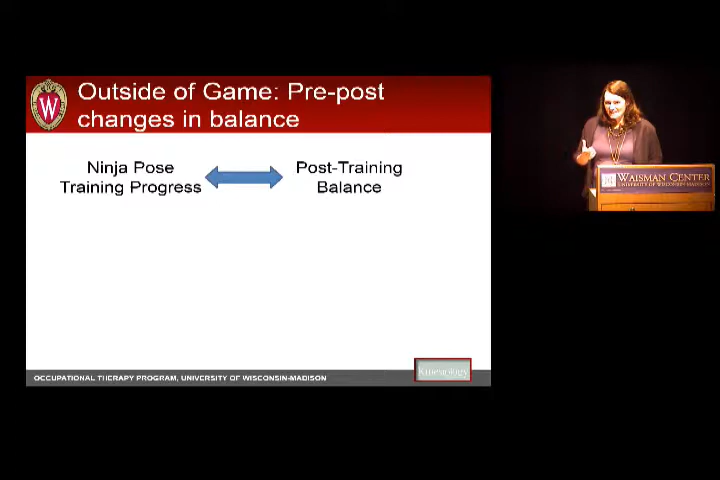 Outside of Game: Pre-post
changes in balance
W
Ninja Pose
Training Progress
Post-Training
Balance
OCCUPATIONAL THERAPY PROGRAM, UNIVERSITY OF WISCONSIN-MADISON
Kinesiology
W
WAISMAN CENTER
UNIVERSITY OF WISCONSIN-MADISON